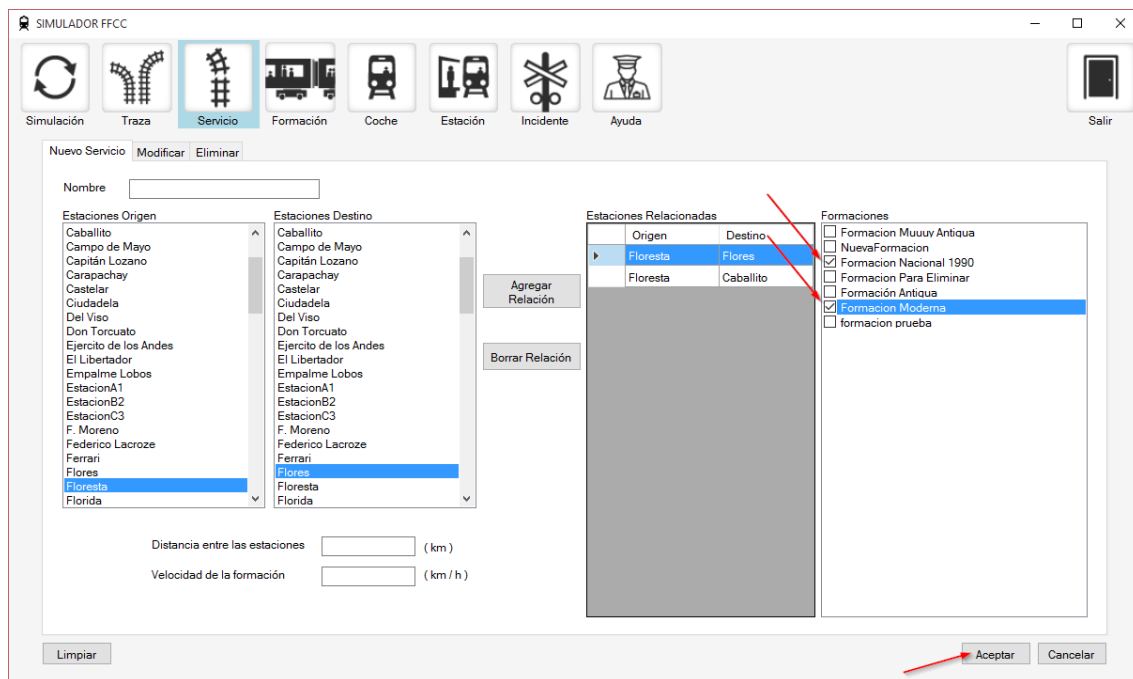 SIMULADOR FFCC
Simulación Traza Servicio Formación Coche Estación Incidente Ayuda Salir
Nuevo Servicio Modificar Eliminar
Nombre
Estaciones Origen
Caballito
Campo de Mayo
Capitán Lozano
Carapachay
Castelar
Ciudadela
Del Viso
Don Torcuato
Ejercito de los Andes
El Libertador
Empalme Lobos
EstacionA1
EstacionB2
EstacionC3
F. Moreno
Federico Lacroze
Ferrari
Flores
Floresta
Florida
Estaciones Destino
Caballito
Campo de Mayo
Capitán Lozano
Carapachay
Castelar
Ciudadela
Del Viso
Don Torcuato
Ejercito de los Andes
El Libertador
Empalme Lobos
EstacionA1
EstacionB2
EstacionC3
F. Moreno
Federico Lacroze
Ferrari
Flores
Floresta
Florida
Agregar
Relación
Borrar Relación
Estaciones Relacionadas
Origen Destino
Floresta Flores
Floresta Caballito
Formaciones
Formacion Muuuy Antigua
NuevaFormacion
Formacion Nacional 1990
Formacion Para Eliminar
Formación Antigua
Formacion Moderna
formacion prueba
Distancia entre las estaciones ( km )
Velocidad de la formación ( km / h )
Limpiar Aceptar Cancelar